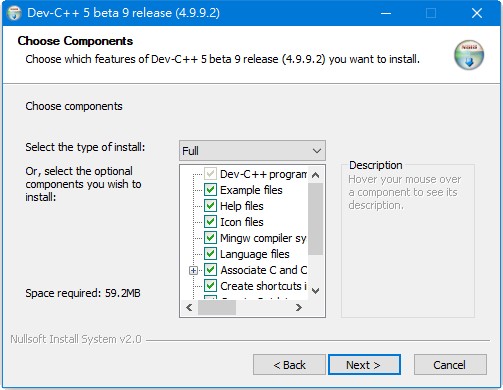 Dev-C++ 5 beta 9 release (4.9.9.2)
Choose Components
Choose which features of Dev-C++ 5 beta 9 release (4.9.9.2) you want to install.
Choose components
Select the type of install:
Full
Or, select the optional
components you wish to
install:
Dev-C++ program
Example files
Help files
Icon files
Mingw compiler sy
Language files
Associate C and C
Create shortcuts i
Description
Hover your mouse over
a component to see its
description.
Space required: 59.2MB
Nullsoft Install System v2.0
< Back
Next >
Cancel